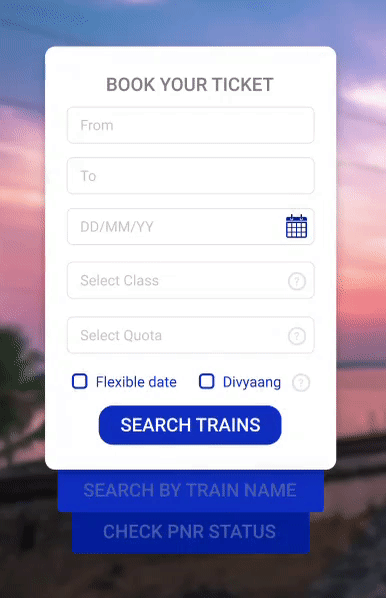 BOOK YOUR TICKET
From
To
DD/MM/YY
Select Class
?
Select Quota
?
Flexible date Divyaang ?
SEARCH TRAINS
SEARCH BY TRAIN NAME
CHECK PNR STATUS